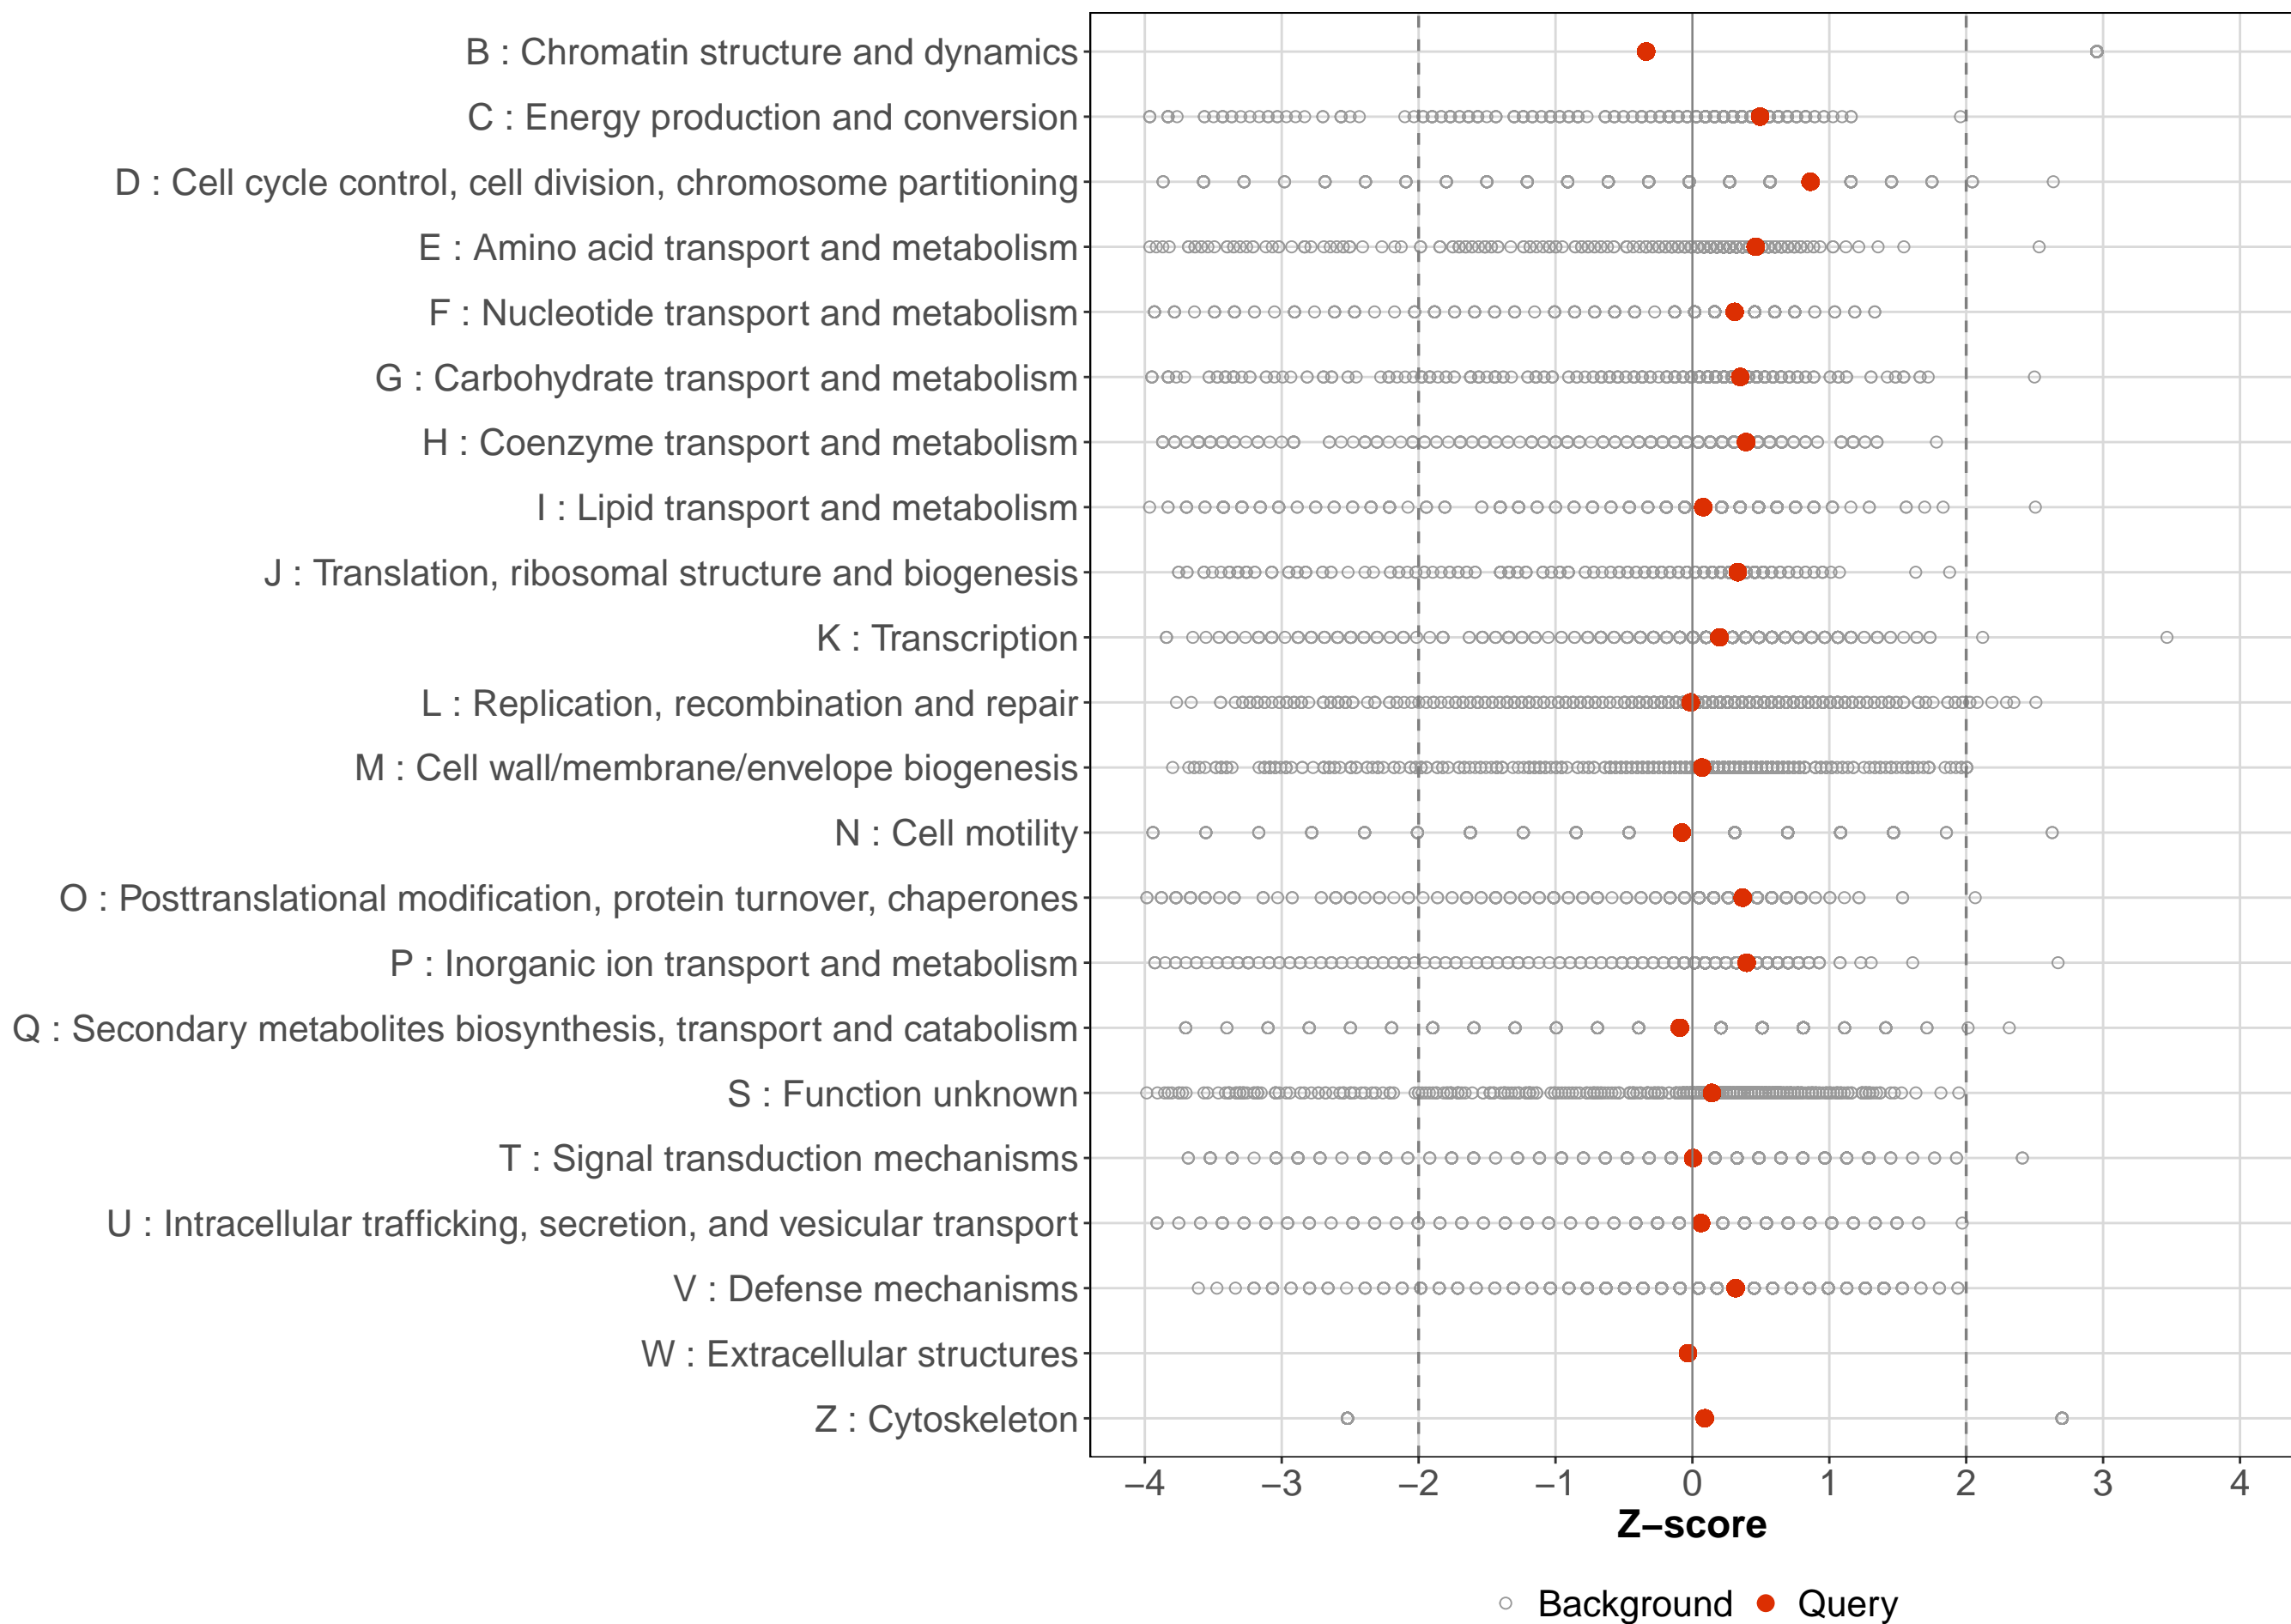 B : Chromatin structure and dynamics
C : Energy production and conversion
D : Cell cycle control, cell division, chromosome partitioning
E : Amino acid transport and metabolism
F : Nucleotide transport and metabolism
G : Carbohydrate transport and metabolism
H : Coenzyme transport and metabolism
I : Lipid transport and metabolism
J : Translation, ribosomal structure and biogenesis
K : Transcription
L : Replication, recombination and repair
M : Cell wall/membrane/envelope biogenesis
N : Cell motility
O : Posttranslational modification, protein turnover, chaperones
P : Inorganic ion transport and metabolism
Q : Secondary metabolites biosynthesis, transport and catabolism
S : Function unknown
T : Signal transduction mechanisms
U : Intracellular trafficking, secretion, and vesicular transport
V : Defense mechanisms
W : Extracellular structures
Z : Cytoskeleton
−4 −3 −2 −1 0 1 2 3 4
Z−score
Background Query